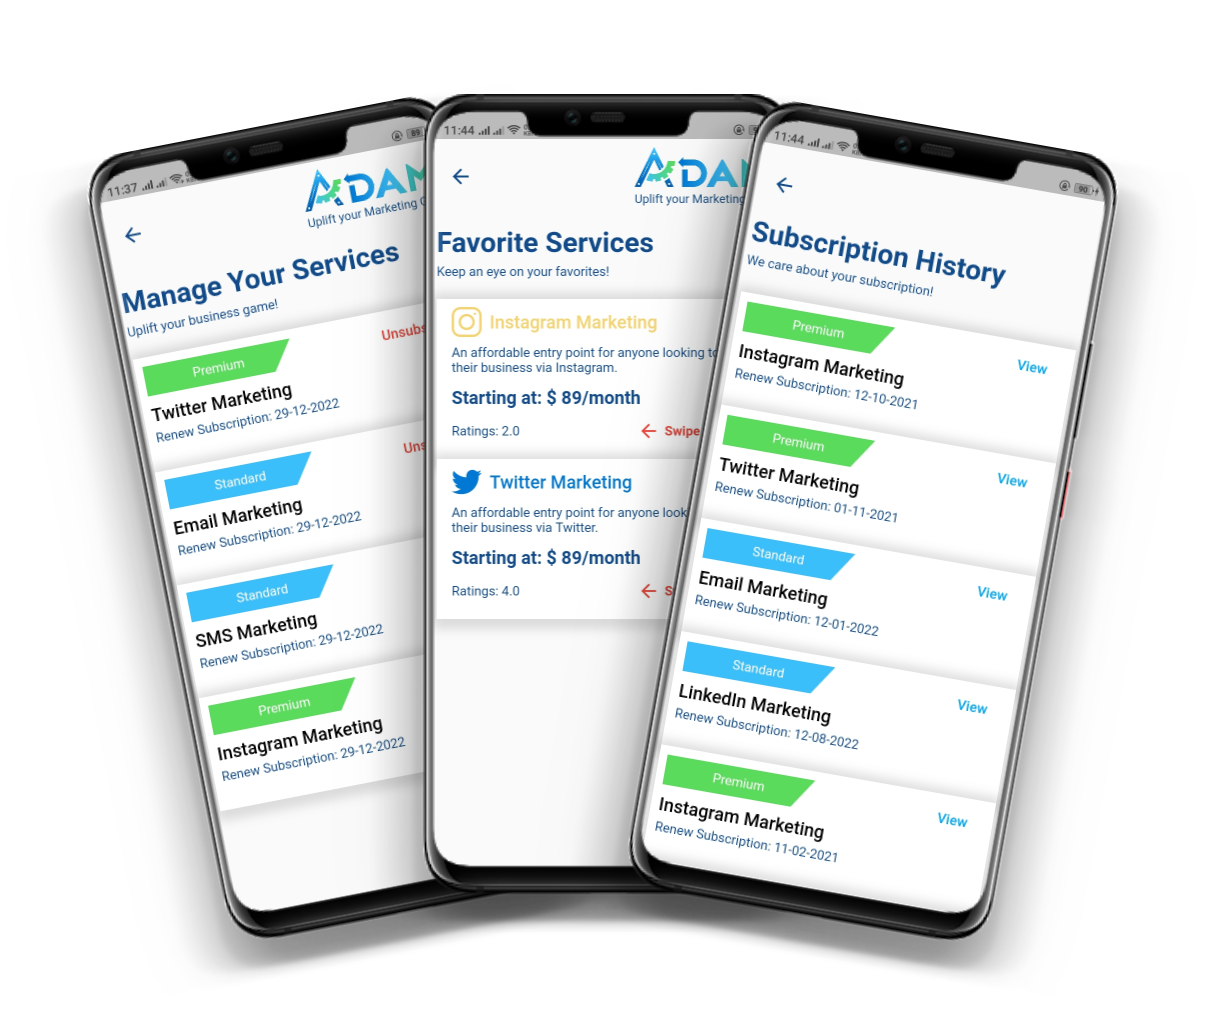 11:37
89
ADAM
Uplift your Marketing
Manage Your Services
Uplift your business game!
Premium
Twitter Marketing
Renew Subscription: 29-12-2022
Standard
Email Marketing
Renew Subscription: 29-12-2022
Standard
SMS Marketing
Renew Subscription: 29-12-2022
Premium
Instagram Marketing
Renew Subscription: 29-12-2022
11:44
Uplift your Marketing
Favorite Services
Keep an eye on your favorites!
Instagram Marketing
An affordable entry point for anyone looking to
their business via Instagram.
Starting at: $ 89/month
Ratings: 2.0
Swipe
Twitter Marketing
An affordable entry point for anyone look
their business via Twitter.
Starting at: $ 89/month
Ratings: 4.0
11:44
90
Subscription History
We care about your subscription!
Premium
Instagram Marketing
View
Renew Subscription: 12-10-2021
Premium
Twitter Marketing
View
Renew Subscription: 01-11-2021
Standard
Email Marketing
View
Renew Subscription: 12-01-2022
Standard
LinkedIn Marketing
View
Renew Subscription: 12-08-2022
Premium
Instagram Marketing
View
Renew Subscription: 11-02-2021